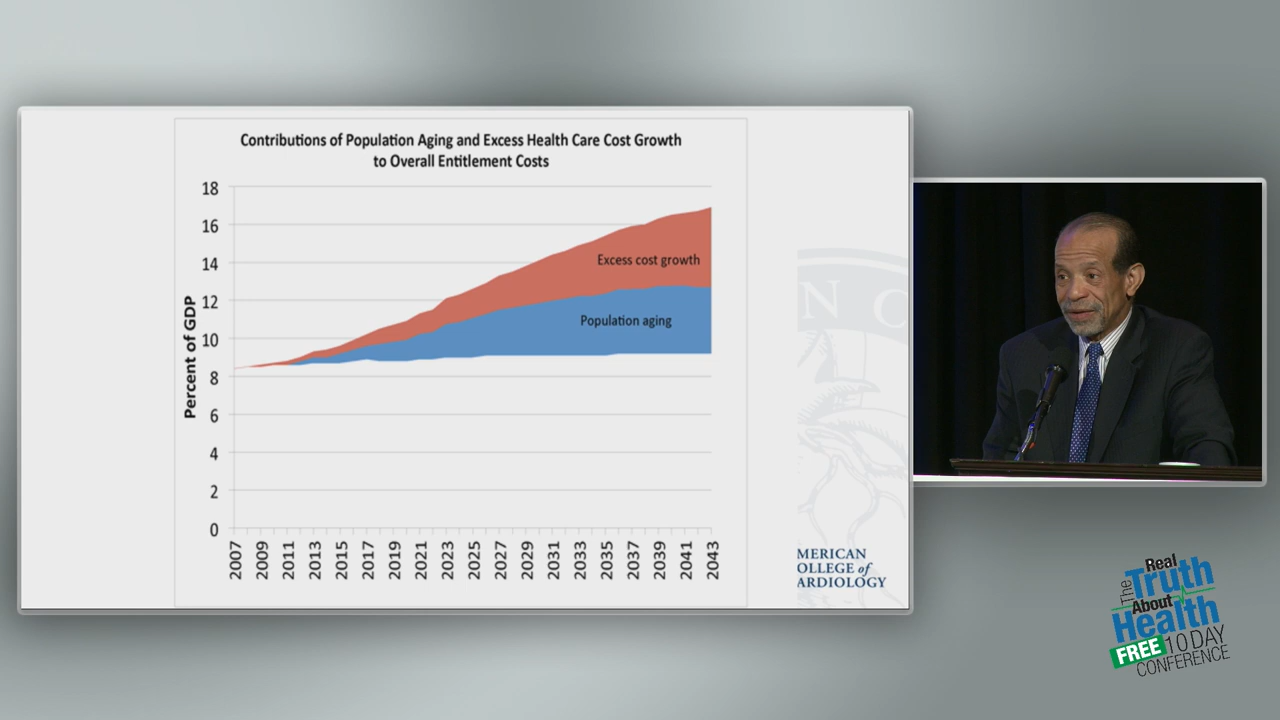 Contributions of Population Aging and Excess Health Care Cost Growth
to Overall Entitlement Costs
18
16
14
12
10
8
6
4
2
0
Percent of GDP
Excess cost growth
Population aging
2007
2009
2011
2013
2015
2017
2019
2021
2023
2025
2027
2029
2031
2033
2035
2037
2039
2041
2043
N C
MERICAN
OLLEGE of
ARDIOLOGY
The Real
Truth
About
Health
FREE 10 DAY
CONFERENCE